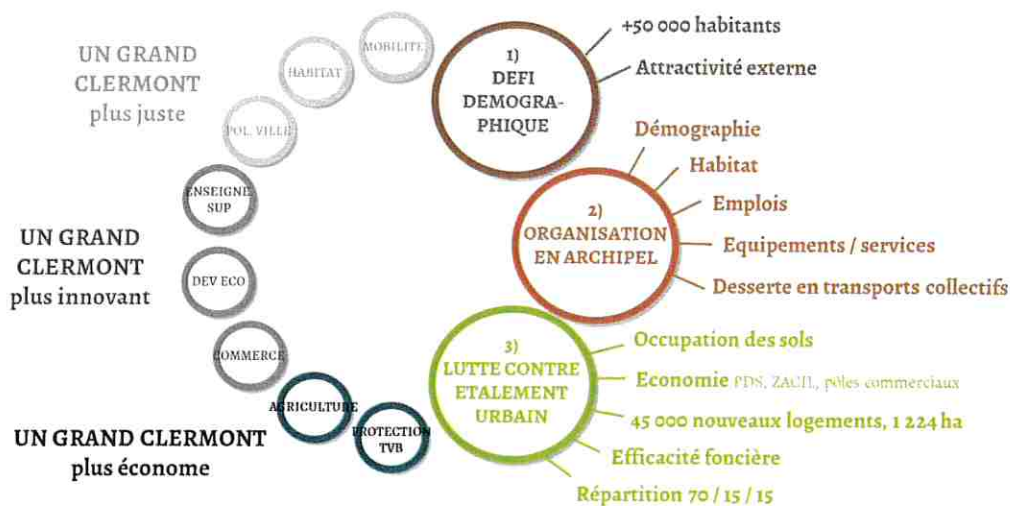 UN GRAND
CLERMONT
plus juste
MOBILITE
HABITAT
POL. VILLE
ENSEIGNE
SUP
UN GRAND
CLERMONT
plus innovant
DEV ECO
COMMERCE
AGRICULTURE
PROTECTION
TVB
UN GRAND CLERMONT
plus économe
1)
DEFI
DEMOGRA-
PHIQUE
+50 000 habitants
Attractivité externe
2)
ORGANISATION
EN ARCHIPEL
Démographie
Habitat
Emplois
Equipements / services
Desserte en transports collectifs
3)
LUTTE CONTRE
ETALEMENT
URBAIN
Occupation des sols
Economie PDS, ZACIL, pôles commerciaux
45 000 nouveaux logements, 1 224 ha
Efficacité foncière
Répartition 70 / 15 / 15